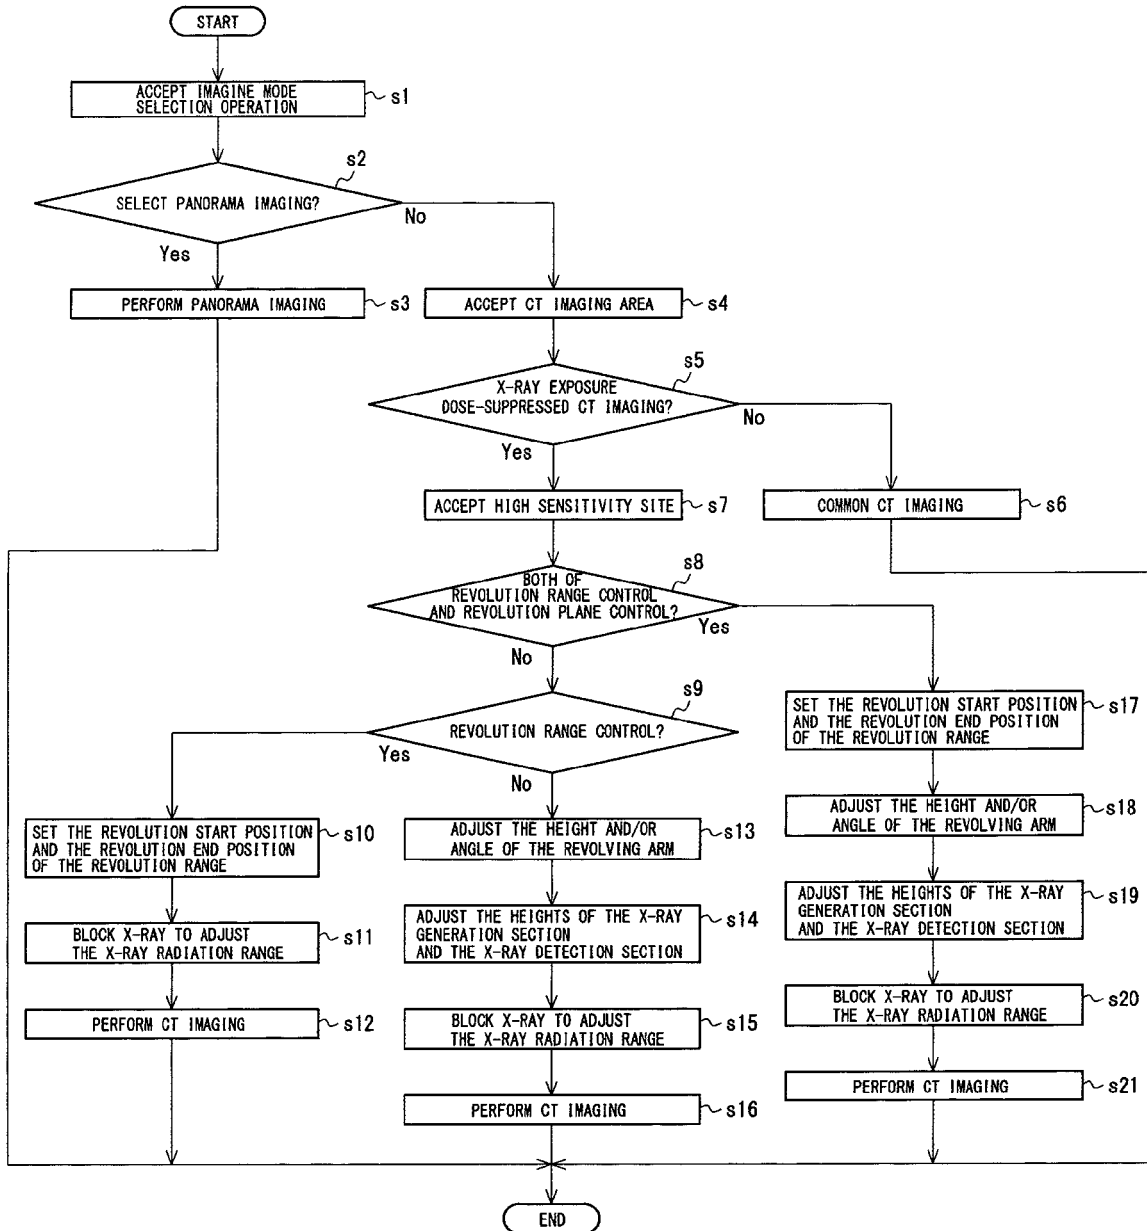 START
ACCEPT IMAGINE MODE
SELECTION OPERATION
s1
s2
SELECT PANORAMA IMAGING?
No
Yes
PERFORM PANORAMA IMAGING
s3
ACCEPT CT IMAGING AREA
s4
s5
X-RAY EXPOSURE
DOSE-SUPPRESSED CT IMAGING?
No
Yes
ACCEPT HIGH SENSITIVITY SITE
s7
COMMON CT IMAGING
s6
s8
BOTH OF
REVOLUTION RANGE CONTROL
AND REVOLUTION PLANE CONTROL?
Yes
No
s9
REVOLUTION RANGE CONTROL?
Yes
No
SET THE REVOLUTION START POSITION
AND THE REVOLUTION END POSITION
OF THE REVOLUTION RANGE
s10
BLOCK X-RAY TO ADJUST
THE X-RAY RADIATION RANGE
s11
PERFORM CT IMAGING
s12
ADJUST THE HEIGHT AND/OR
ANGLE OF THE REVOLVING ARM
s13
ADJUST THE HEIGHTS OF THE X-RAY
GENERATION SECTION
AND THE X-RAY DETECTION SECTION
s14
BLOCK X-RAY TO ADJUST
THE X-RAY RADIATION RANGE
s15
PERFORM CT IMAGING
s16
SET THE REVOLUTION START POSITION
AND THE REVOLUTION END POSITION
OF THE REVOLUTION RANGE
s17
ADJUST THE HEIGHT AND/OR
ANGLE OF THE REVOLVING ARM
s18
ADJUST THE HEIGHTS OF THE X-RAY
GENERATION SECTION
AND THE X-RAY DETECTION SECTION
s19
BLOCK X-RAY TO ADJUST
THE X-RAY RADIATION RANGE
s20
PERFORM CT IMAGING
s21
END